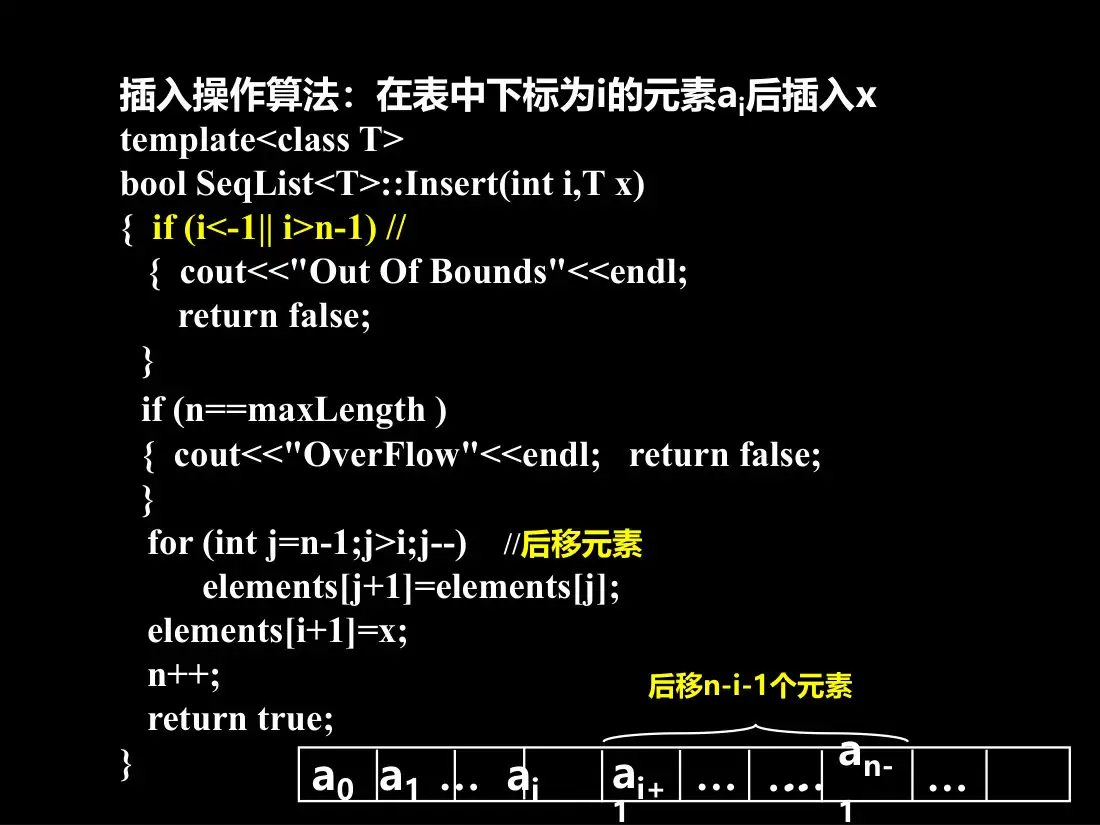 插入操作算法：在表中下标为i的元素ai后插入x
template<class T>
bool SeqList<T>::Insert(int i,T x)
{ if (i<-1|| i>n-1) //
{ cout<<"Out Of Bounds"<<endl;
return false;
}
if (n==maxLength )
{ cout<<"OverFlow"<<endl; return false;
}
for (int j=n-1;j>i;j--) //后移元素
elements[j+1]=elements[j];
elements[i+1]=x;
n++;
后移n-i-1个元素
return true;
}
a0 a1 … ai ai+1 … …. an-1 …